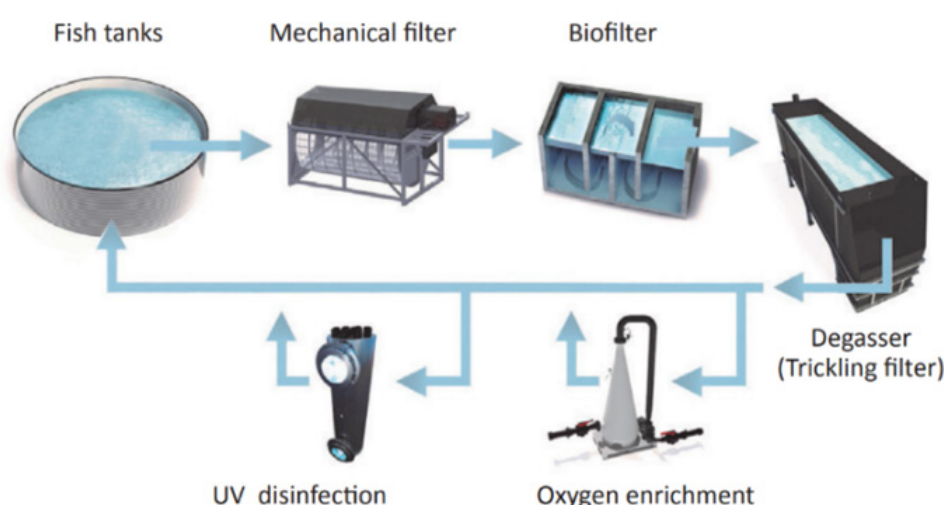 Fish tanks
Mechanical filter
Biofilter
Degasser
(Trickling filter)
UV disinfection
Oxygen enrichment